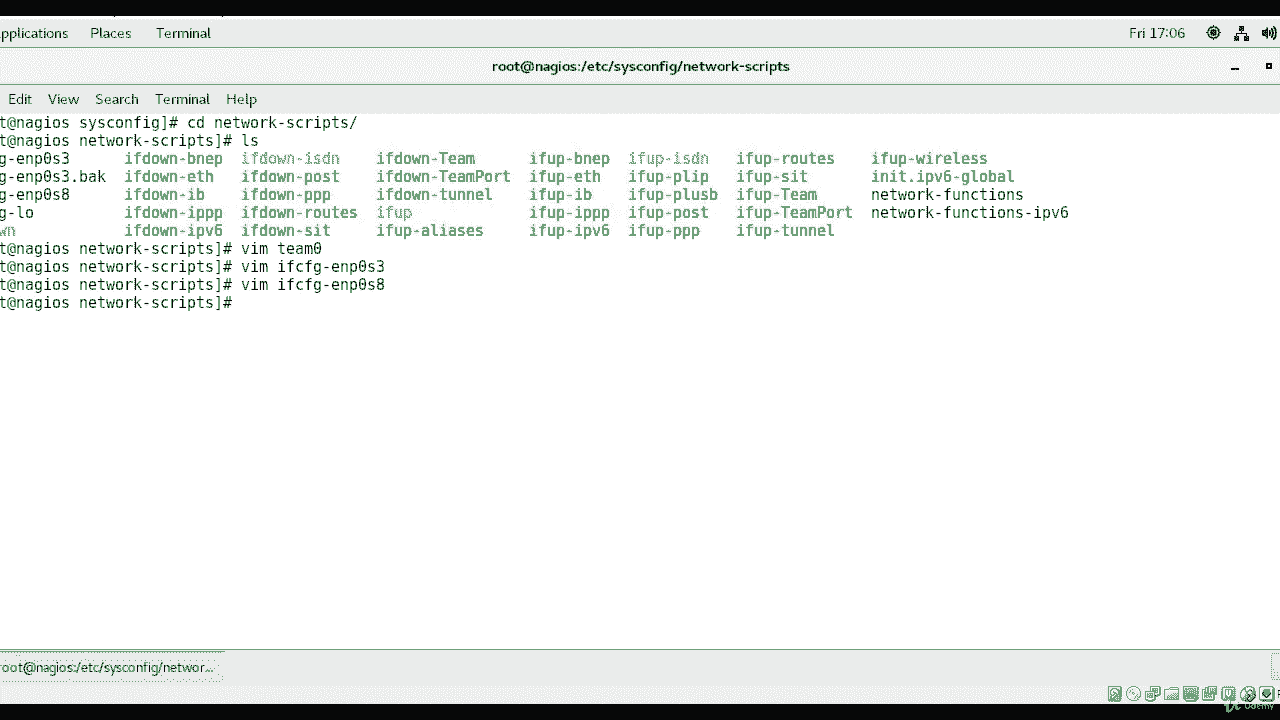 pplications Places Terminal Fri 17:06
root@nagios:/etc/sysconfig/network-scripts
Edit View Search Terminal Help
t@nagios sysconfig]# cd network-scripts/
t@nagios network-scripts]# ls
g-enp0s3 ifdown-bnep ifdown-isdn ifdown-Team ifup-bnep ifup-isdn ifup-routes ifup-wireless
g-enp0s3.bak ifdown-eth ifdown-post ifdown-TeamPort ifup-eth ifup-plip ifup-sit init.ipv6-global
g-enp0s8 ifdown-ib ifdown-ppp ifdown-tunnel ifup-ib ifup-plusb ifup-Team network-functions
g-lo ifdown-ippp ifdown-routes ifup ifup-ippp ifup-post ifup-TeamPort network-functions-ipv6
wn ifdown-ipv6 ifdown-sit ifup-aliases ifup-ipv6 ifup-ppp ifup-tunnel
t@nagios network-scripts]# vim team0
t@nagios network-scripts]# vim ifcfg-enp0s3
t@nagios network-scripts]# vim ifcfg-enp0s8
t@nagios network-scripts]#
root@nagios:/etc/sysconfig/networ...
Udemy